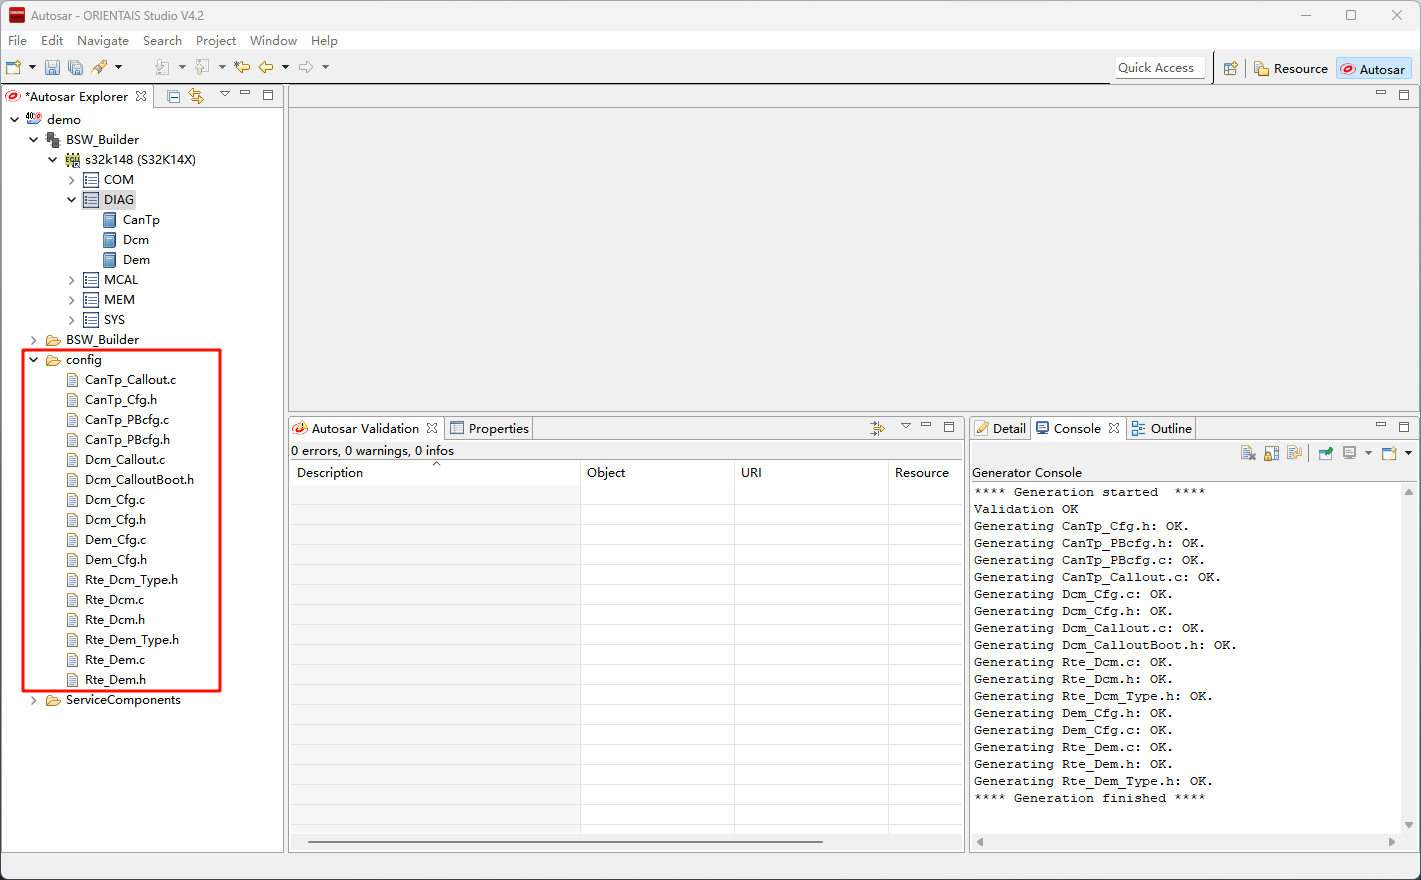 Autosar - ORIENTAIS Studio V4.2
File Edit Navigate Search Project Window Help
Quick Access
Resource
Autosar
*Autosar Explorer
demo
BSW_Builder
s32k148 (S32K14X)
COM
DIAG
CanTp
Dcm
Dem
MCAL
MEM
SYS
BSW_Builder
config
CanTp_Callout.c
CanTp_Cfg.h
CanTp_PBcfg.c
CanTp_PBcfg.h
Dcm_Callout.c
Dcm_CalloutBoot.h
Dcm_Cfg.c
Dcm_Cfg.h
Dem_Cfg.c
Dem_Cfg.h
Rte_Dcm_Type.h
Rte_Dcm.c
Rte_Dcm.h
Rte_Dem_Type.h
Rte_Dem.c
Rte_Dem.h
ServiceComponents
Autosar Validation
Properties
0 errors, 0 warnings, 0 infos
Description Object URI Resource
Detail
Console
Outline
Generator Console
**** Generation started  ****
Validation OK
Generating CanTp_Cfg.h: OK.
Generating CanTp_PBcfg.h: OK.
Generating CanTp_PBcfg.c: OK.
Generating CanTp_Callout.c: OK.
Generating Dcm_Cfg.c: OK.
Generating Dcm_Cfg.h: OK.
Generating Dcm_Callout.c: OK.
Generating Dcm_CalloutBoot.h: OK.
Generating Rte_Dcm.c: OK.
Generating Rte_Dcm.h: OK.
Generating Rte_Dcm_Type.h: OK.
Generating Dem_Cfg.h: OK.
Generating Dem_Cfg.c: OK.
Generating Rte_Dem.c: OK.
Generating Rte_Dem.h: OK.
Generating Rte_Dem_Type.h: OK.
**** Generation finished ****